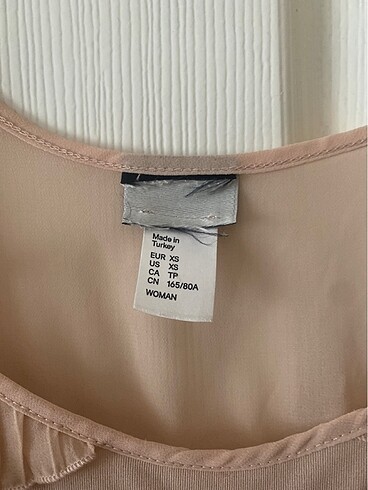 Made in
Turkey
EUR XS
US XS
CA TP
CN 165/80A
WOMAN